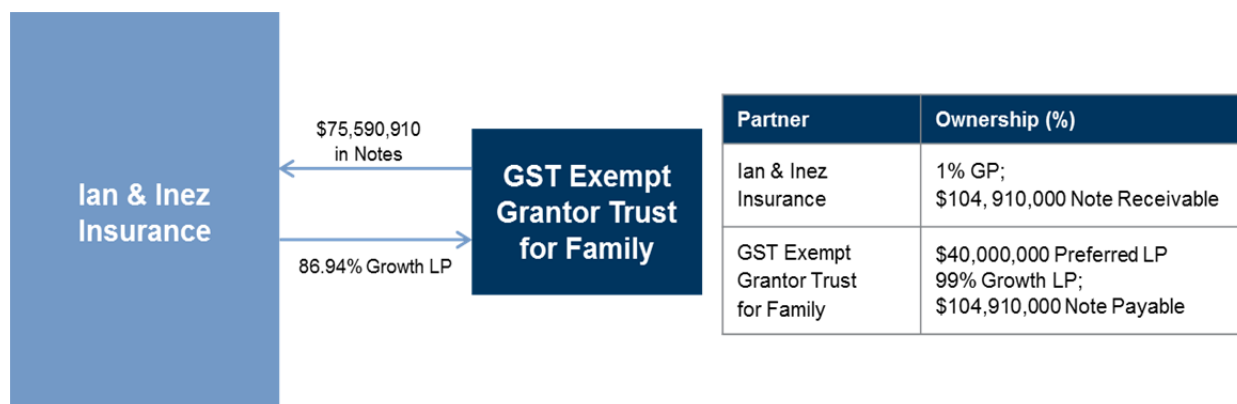 Ian & Inez
Insurance
$75,590,910
in Notes
86.94% Growth LP
GST Exempt
Grantor Trust
for Family
Partner
Ownership (%)
Ian & Inez
Insurance
1% GP;
$104, 910,000 Note Receivable
GST Exempt
Grantor Trust
for Family
$40,000,000 Preferred LP
99% Growth LP;
$104,910,000 Note Payable